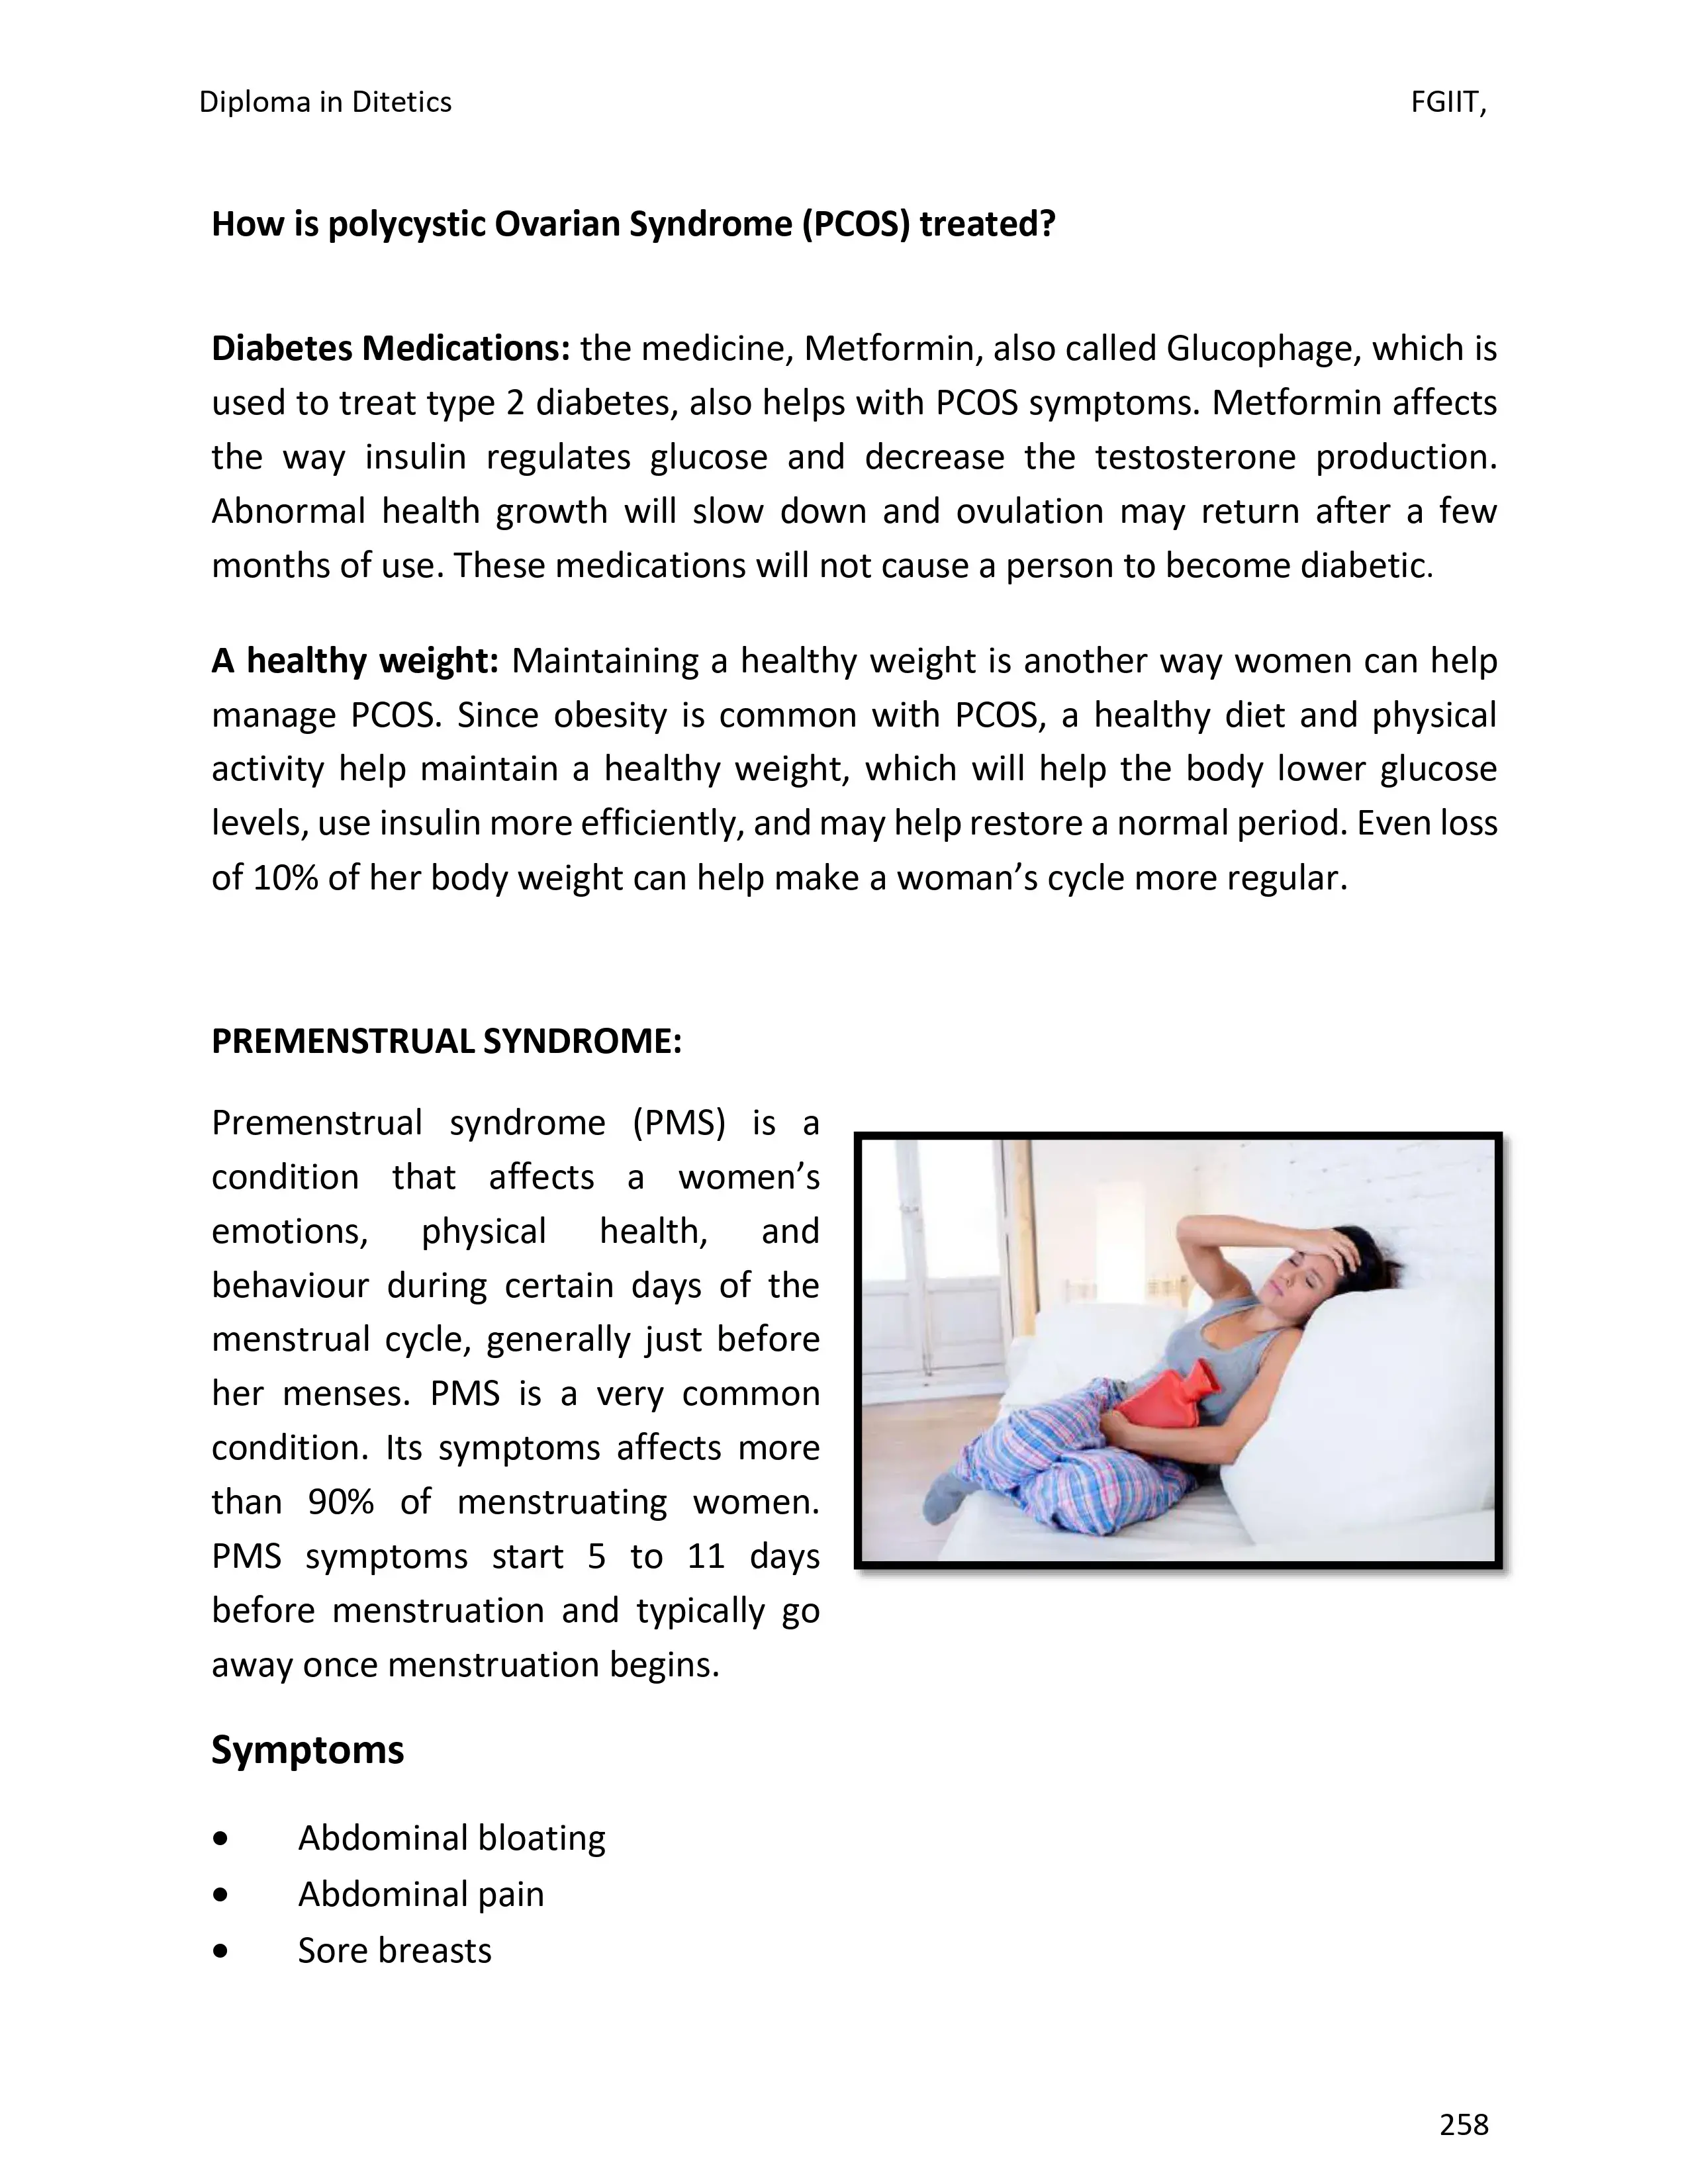 Diploma in Ditetics FGIIT,
How is polycystic Ovarian Syndrome (PCOS) treated?
Diabetes Medications: the medicine, Metformin, also called Glucophage, which is
used to treat type 2 diabetes, also helps with PCOS symptoms. Metformin affects
the way insulin regulates glucose and decrease the testosterone production.
Abnormal health growth will slow down and ovulation may return after a few
months of use. These medications will not cause a person to become diabetic.
A healthy weight: Maintaining a healthy weight is another way women can help
manage PCOS. Since obesity is common with PCOS, a healthy diet and physical
activity help maintain a healthy weight, which will help the body lower glucose
levels, use insulin more efficiently, and may help restore a normal period. Even loss
of 10% of her body weight can help make a woman’s cycle more regular.
PREMENSTRUAL SYNDROME:
Premenstrual syndrome (PMS) is a
condition that affects a women’s
emotions, physical health, and
behaviour during certain days of the
menstrual cycle, generally just before
her menses. PMS is a very common
condition. Its symptoms affects more
than 90% of menstruating women.
PMS symptoms start 5 to 11 days
before menstruation and typically go
away once menstruation begins.
Symptoms
• Abdominal bloating
• Abdominal pain
• Sore breasts
258